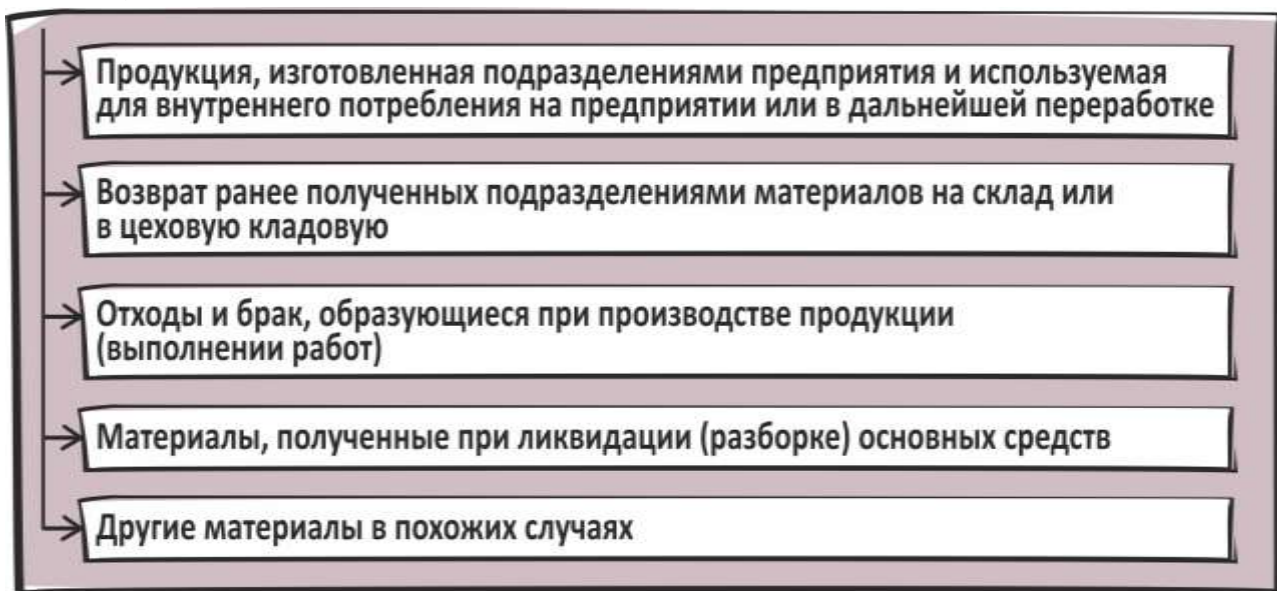 Продукция, изготовленная подразделениями предприятия и используемая
для внутреннего потребления на предприятии или в дальнейшей переработке
Возврат ранее полученных подразделениями материалов на склад или
в цеховую кладовую
Отходы и брак, образующиеся при производстве продукции
(выполнении работ)
Материалы, полученные при ликвидации (разборке) основных средств
Другие материалы в похожих случаях